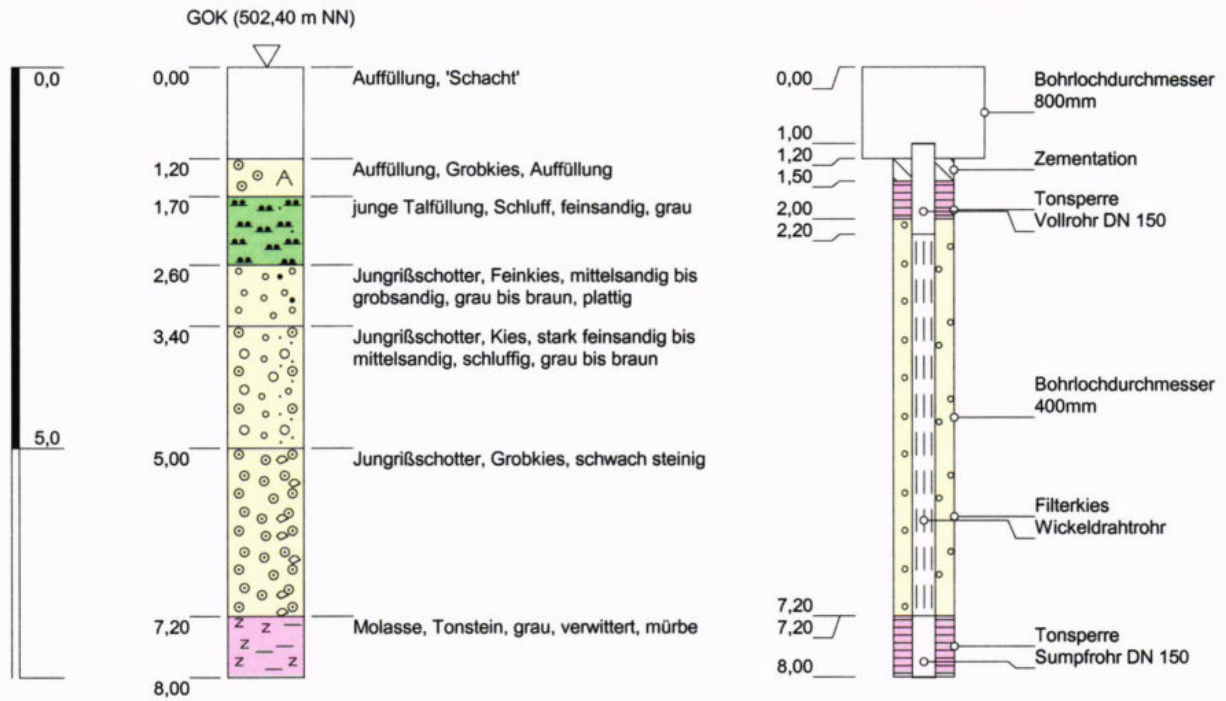 GOK (502,40 m NN)
0,0
5,0
0,00
Auffüllung, 'Schacht'
1,20
Auffüllung, Grobkies, Auffüllung
1,70
junge Talfüllung, Schluff, feinsandig, grau
2,60
Jungrißschotter, Feinkies, mittelsandig bis
grobsandig, grau bis braun, plattig
3,40
Jungrißschotter, Kies, stark feinsandig bis
mittelsandig, schluffig, grau bis braun
5,00
Jungrißschotter, Grobkies, schwach steinig
7,20
Molasse, Tonstein, grau, verwittert, mürbe
8,00
0,00
1,00
1,20
1,50
2,00
2,20
7,20
7,20
8,00
Bohrlochdurchmesser
800mm
Zementation
Tonsperre
Vollrohr DN 150
Bohrlochdurchmesser
400mm
Filterkies
Wickeldrahtrohr
Tonsperre
Sumpfrohr DN 150